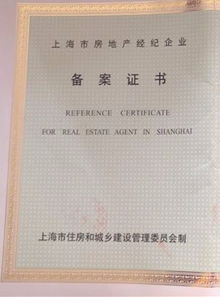 上海市房地产经纪企业
备案证书
REFERENCE CERTIFICATE
FOR REAL ESTATE AGENT IN SHANGHAI
上海市住房和城乡建设管理委员会制